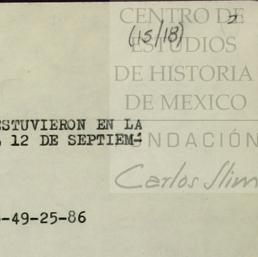 2
(15/18)
CENTRO DE
ESTUDIOS
DE HISTORIA
DE MEXICO
ESTUVIERON EN LA
12 DE SEPTIEM-
FUNDACIÓN
Carlos Slim
-49-25-86